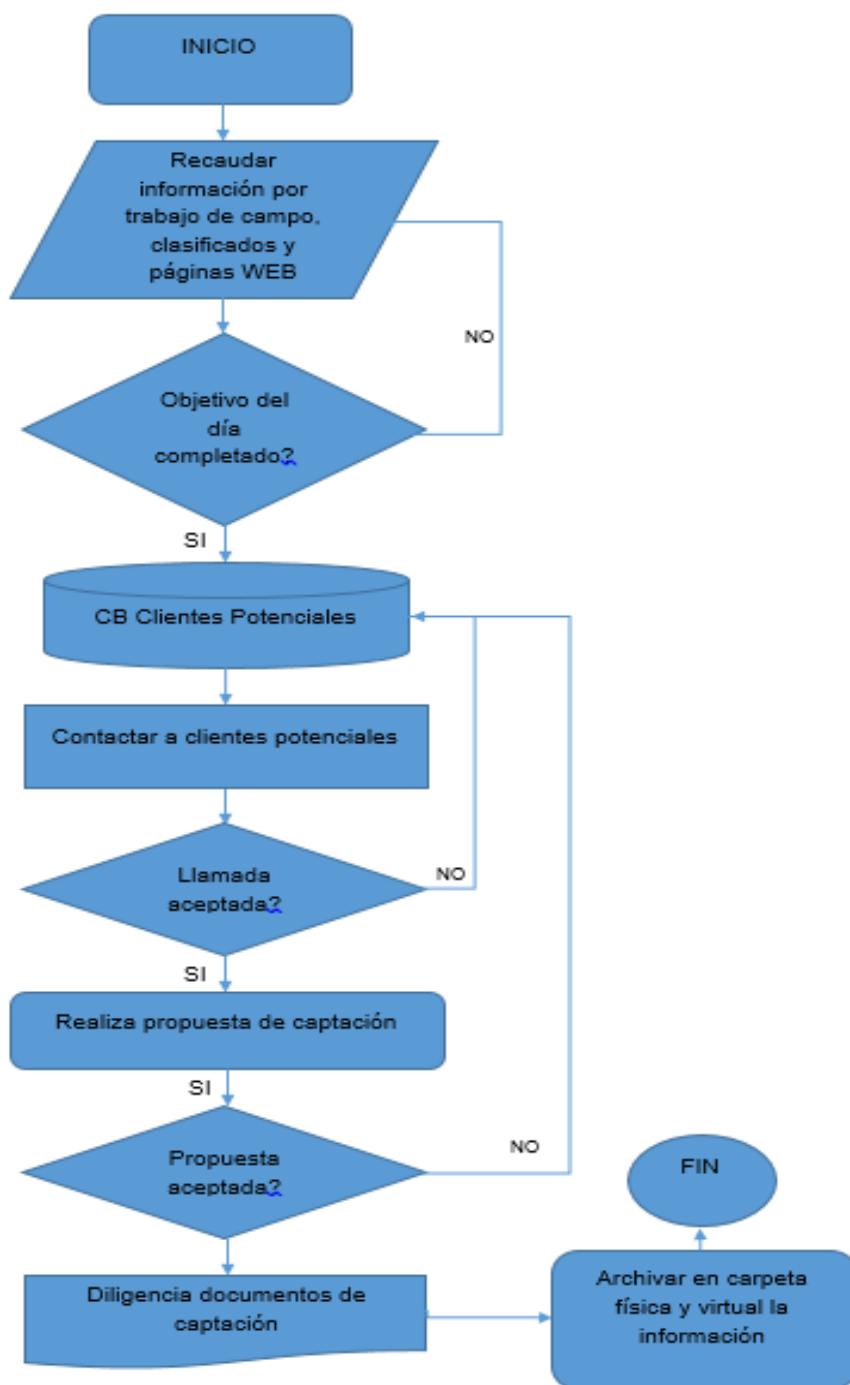 INICIO
Recaudar
información por
trabajo de campo,
clasificados y
páginas WEB
NO
Objetivo del
día
completado?
SI
CB Clientes Potenciales
Contactar a clientes potenciales
Llamada
aceptada?
NO
SI
Realiza propuesta de captación
SI
Propuesta
aceptada?
NO
FIN
Diligencia documentos de
captación
Archivar en carpeta
física y virtual la
información